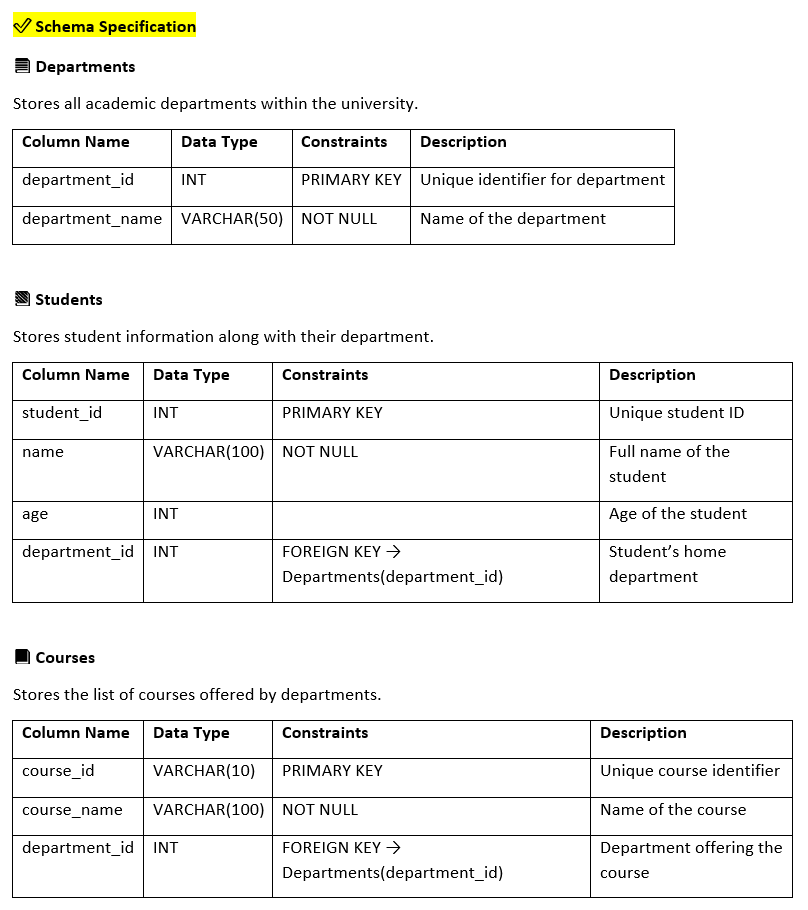 ✓ Schema Specification
Departments
Stores all academic departments within the university.
Column Name Data Type Constraints Description
department_id INT PRIMARY KEY Unique identifier for department
department_name VARCHAR(50) NOT NULL Name of the department
Students
Stores student information along with their department.
Column Name Data Type Constraints Description
student_id INT PRIMARY KEY Unique student ID
name VARCHAR(100) NOT NULL Full name of the
student
age INT Age of the student
department_id INT FOREIGN KEY → Student’s home
Departments(department_id) department
Courses
Stores the list of courses offered by departments.
Column Name Data Type Constraints Description
course_id VARCHAR(10) PRIMARY KEY Unique course identifier
course_name VARCHAR(100) NOT NULL Name of the course
department_id INT FOREIGN KEY → Department offering the
Departments(department_id) course